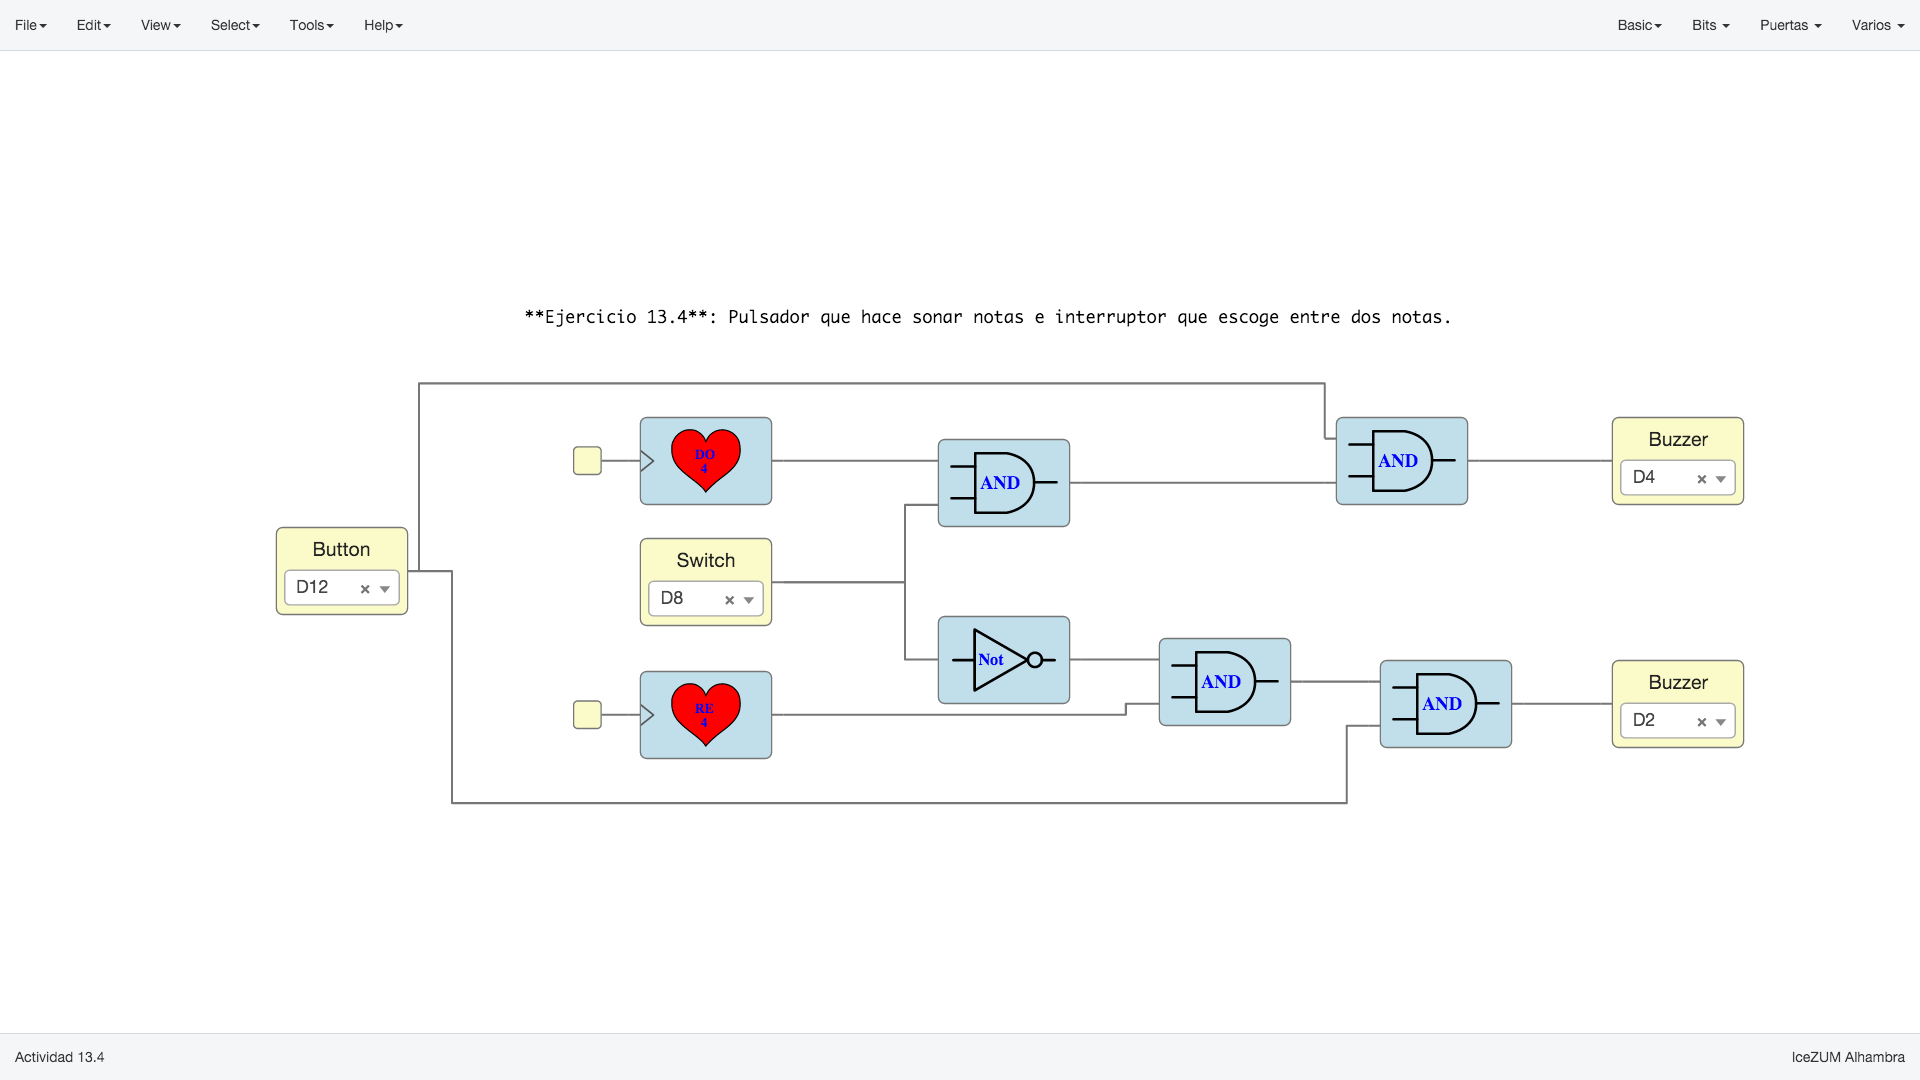 File Edit View Select Tools Help Basic Bits Puertas Varios
**Ejercicio 13.4**: Pulsador que hace sonar notas e interruptor que escoge entre dos notas.
DO
4
AND
AND
Buzzer
D4
Button
D12
Switch
D8
Not
AND
AND
RE
4
Buzzer
D2
Actividad 13.4
IceZUM Alhambra